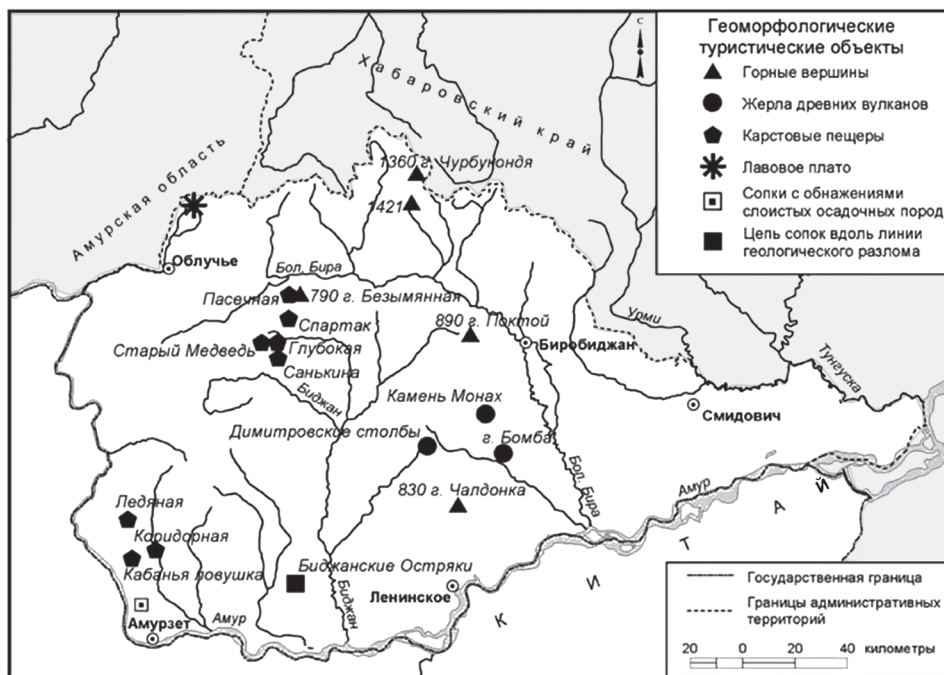 Геоморфологические
туристические объекты
Горные вершины
Жерла древних вулканов
Карстовые пещеры
Лавовое плато
Сопки с обнажениями
слоистых осадочных пород
Цепь сопок вдоль линии
геологического разлома
с
Хабаровский край
Амурская область
1360 г. Чурбукондя
1421
Облучье
Бол. Бира
Пасечная
790 г. Безымянная
Спартак
890 г. Поктой
Урми
Биробиджан
Старый Медведь
Глубокая
Санькина
Тунгуска
Биджан
Камень Монах
Смидович
Димитровские столбы
г. Бомба
Бол. Бира
Амур
830 г. Чалдонка
Ледяная
Коридорная
Кабанья ловушка
Биджанские Остряки
Биджан
Ленинское
КИТАЙ
Амурзет
Амур
Государственная граница
Границы административных
территорий
20 0 20 40 километры